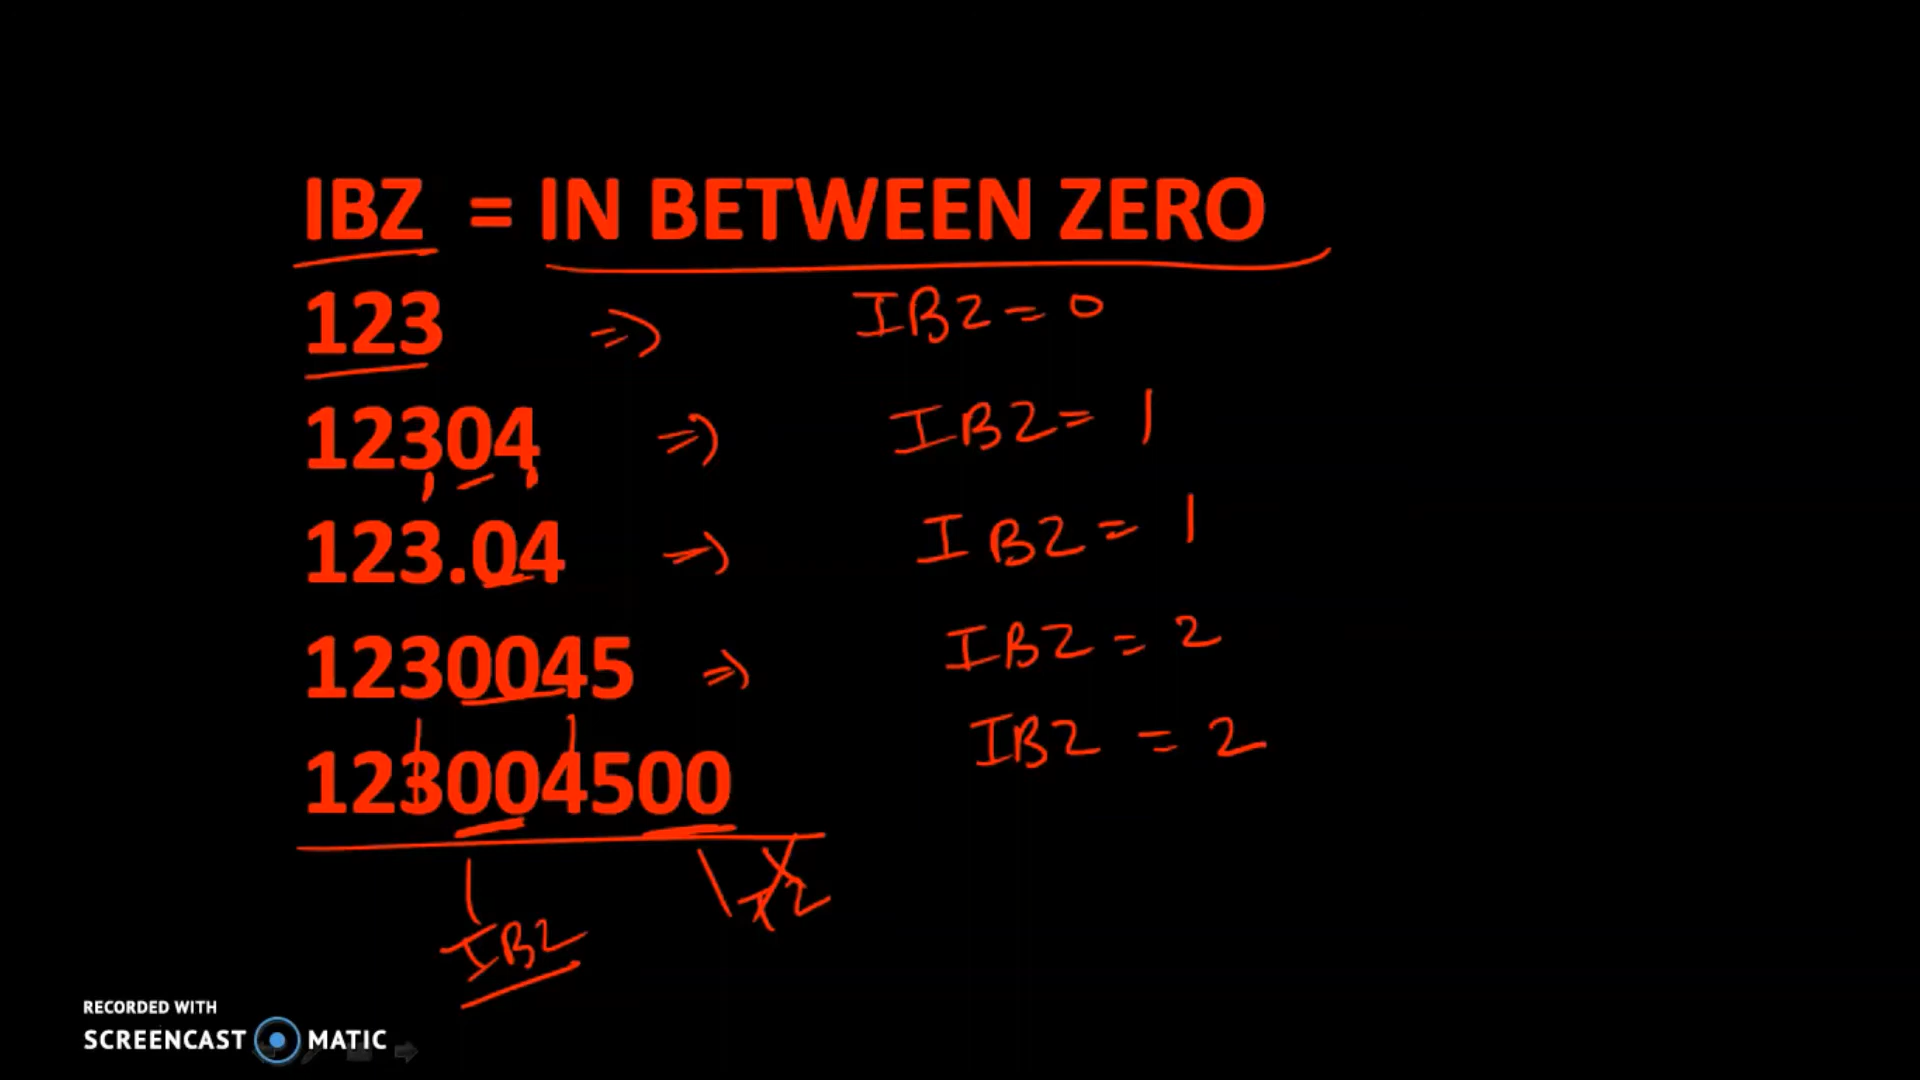 IBZ = IN BETWEEN ZERO
123 => IBZ = 0
12304 => IBZ = 1
123.04 => IBZ = 1
1230045 => IBZ = 2
123004500 IBZ = 2
IBZ TZ
RECORDED WITH
SCREENCAST MATIC